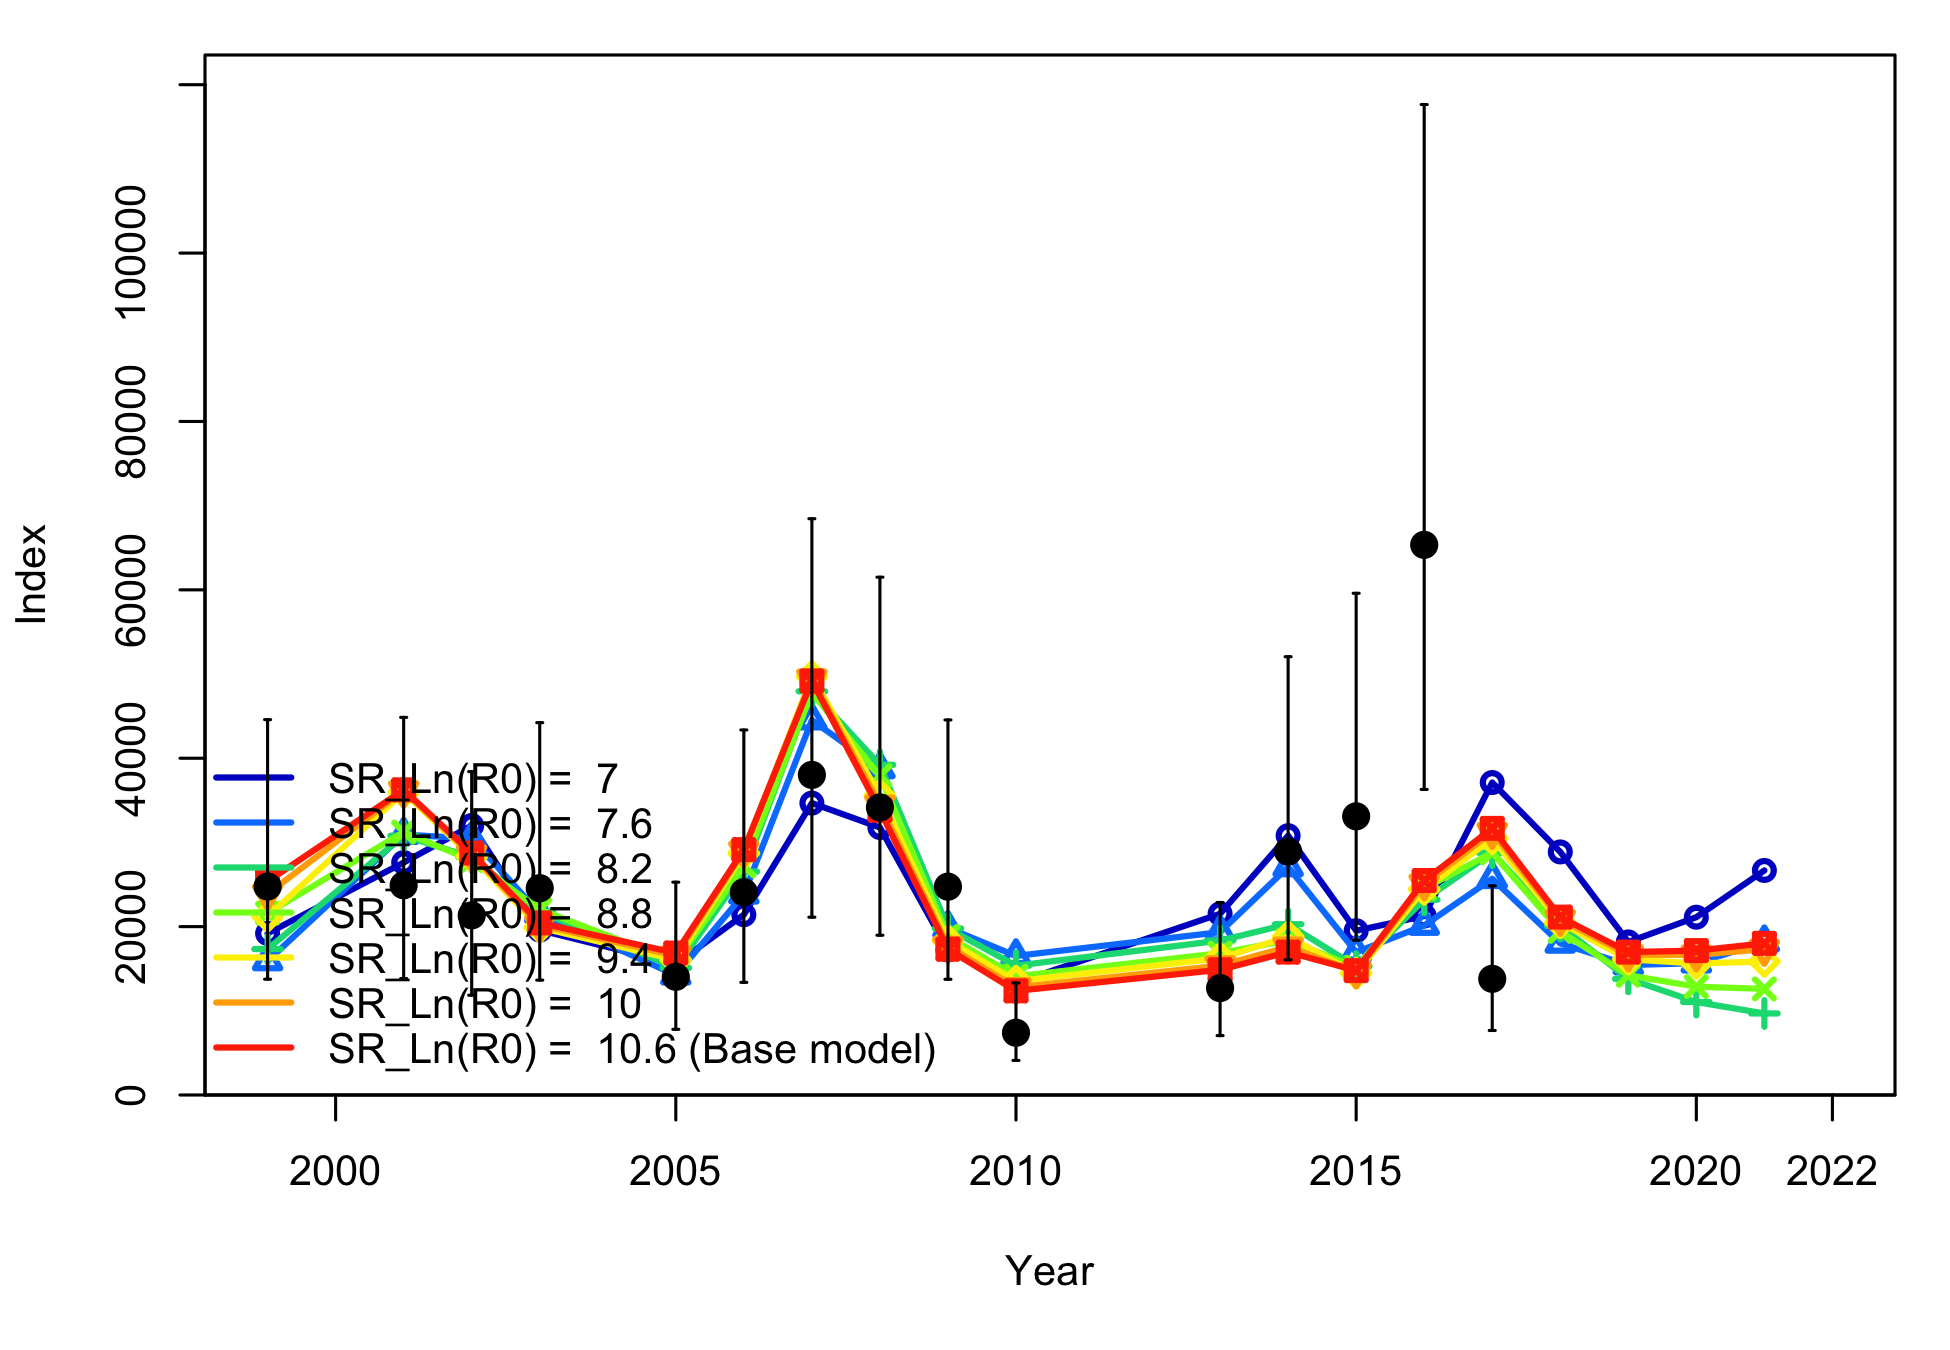 100000
80000
60000
40000
20000
0
Index
SR_Ln(R0) = 7
SR_Ln(R0) = 7.6
SR_Ln(R0) = 8.2
SR_Ln(R0) = 8.8
SR_Ln(R0) = 9.4
SR_Ln(R0) = 10
SR_Ln(R0) = 10.6 (Base model)
2000 2005 2010 2015 2020 2022
Year